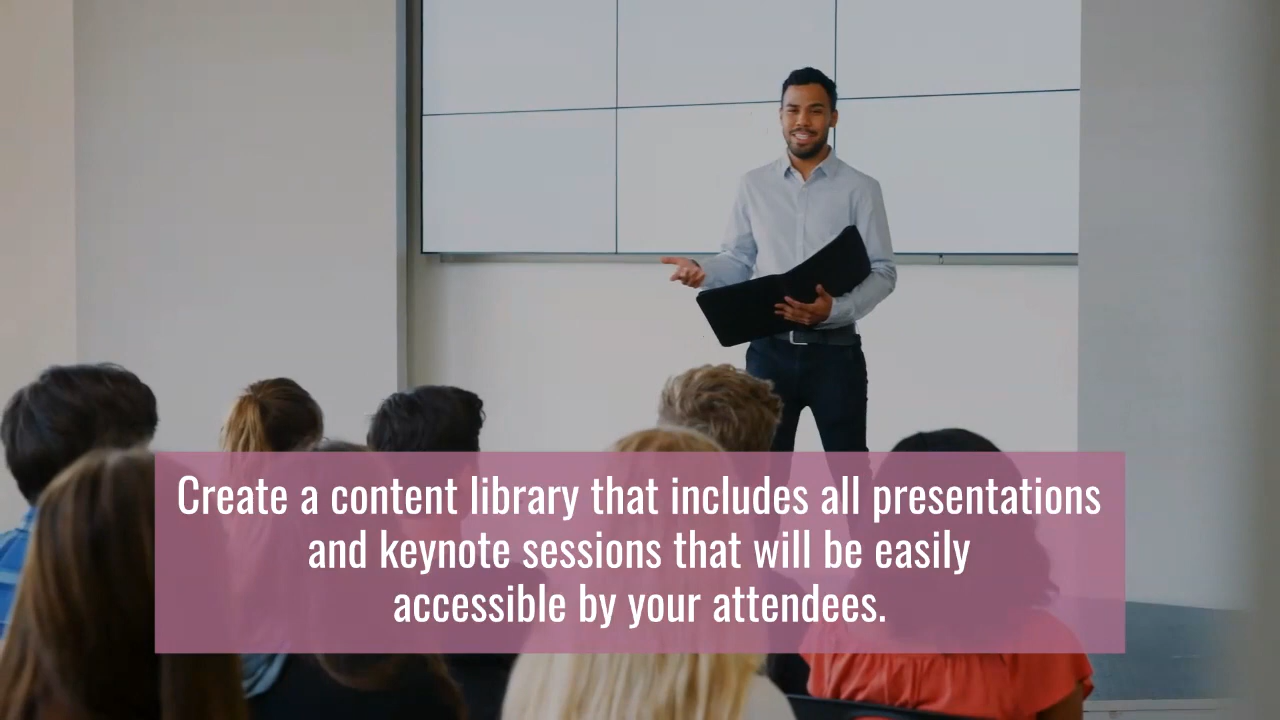 Create a content library that includes all presentations
and keynote sessions that will be easily
accessible by your attendees.